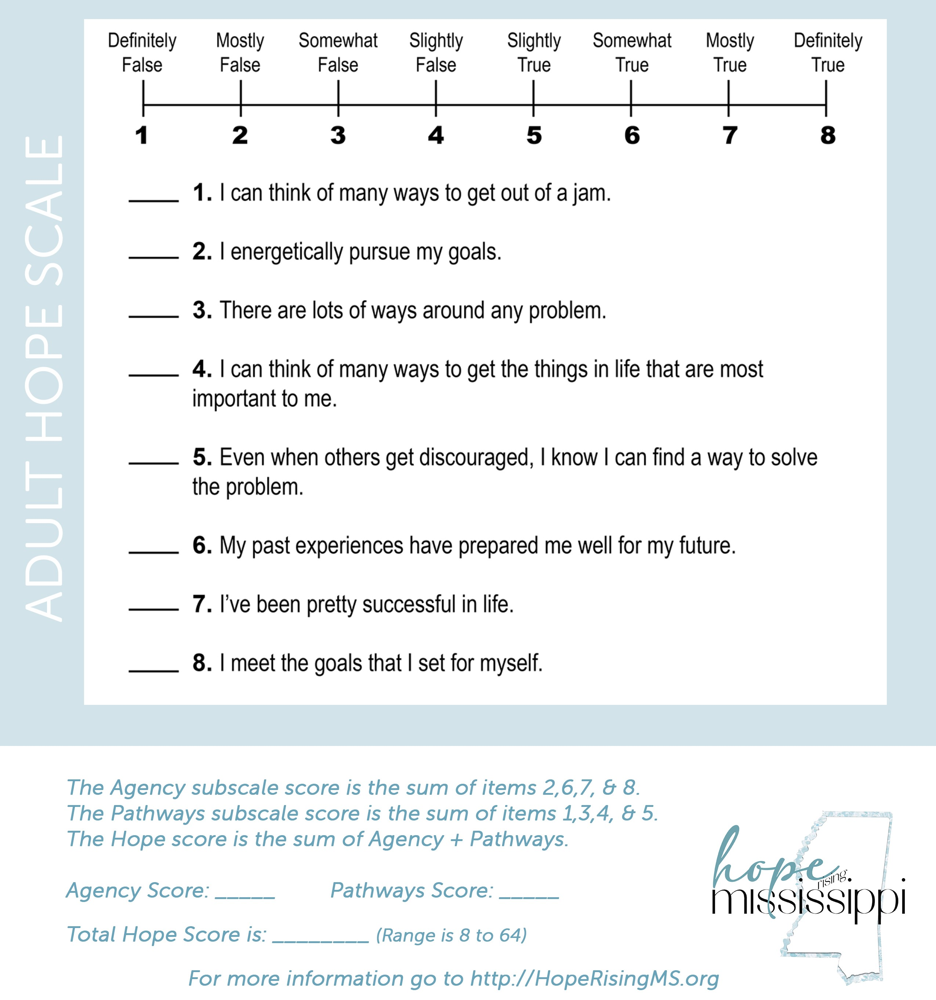 ADULT HOPE SCALE
Definitely Mostly Somewhat Slightly Slightly Somewhat Mostly Definitely
False False False False True True True True
1 2 3 4 5 6 7 8
____ 1. I can think of many ways to get out of a jam.
____ 2. I energetically pursue my goals.
____ 3. There are lots of ways around any problem.
____ 4. I can think of many ways to get the things in life that are most
important to me.
____ 5. Even when others get discouraged, I know I can find a way to solve
the problem.
____ 6. My past experiences have prepared me well for my future.
____ 7. I’ve been pretty successful in life.
____ 8. I meet the goals that I set for myself.
The Agency subscale score is the sum of items 2,6,7, & 8.
The Pathways subscale score is the sum of items 1,3,4, & 5.
The Hope score is the sum of Agency + Pathways.
Agency Score: _____ Pathways Score: _____
Total Hope Score is: ________ (Range is 8 to 64)
hope
rising
mississippi
For more information go to http://HopeRisingMS.org